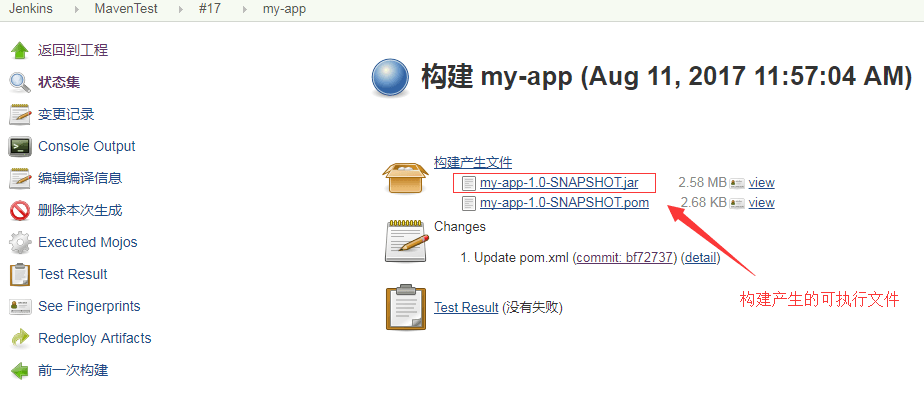 Jenkins MavenTest #17 my-app
返回到工程
状态集
变更记录
Console Output
编辑编译信息
删除本次生成
Executed Mojos
Test Result
See Fingerprints
Redeploy Artifacts
前一次构建
构建 my-app (Aug 11, 2017 11:57:04 AM)
构建产生文件
my-app-1.0-SNAPSHOT.jar 2.58 MB view
my-app-1.0-SNAPSHOT.pom 2.68 KB view
Changes
1. Update pom.xml (commit: bf72737) (detail)
构建产生的可执行文件
Test Result (没有失败)